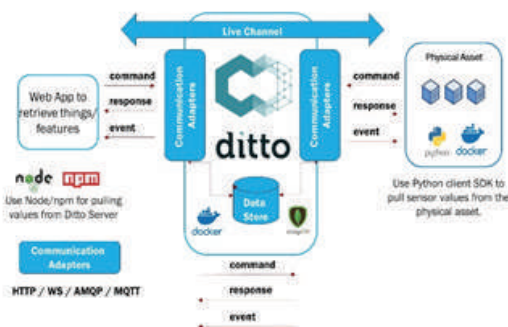 Live Channel
Web App to
retrieve things/
features
command
response
event
Communication
Adapters
ditto
Communication
Adapters
command
response
event
Physical Asset
python
docker
node npm
Use Node/npm for pulling
values from Ditto Server
Data
Store
docker
Use Python client SDK to
pull sensor values from the
physical asset.
Communication
Adapters
HTTP / WS / AMQP / MQTT
command
response
event